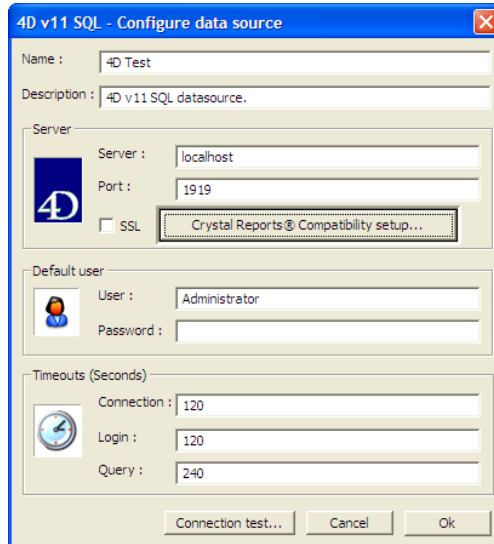 4D v11 SQL - Configure data source
Name : 4D Test
Description : 4D v11 SQL datasource.
Server
Server : localhost
Port : 1919
4D
SSL Crystal Reports® Compatibility setup...
Default user
User : Administrator
Password :
Timeouts (Seconds)
Connection : 120
Login : 120
Query : 240
Connection test... Cancel Ok